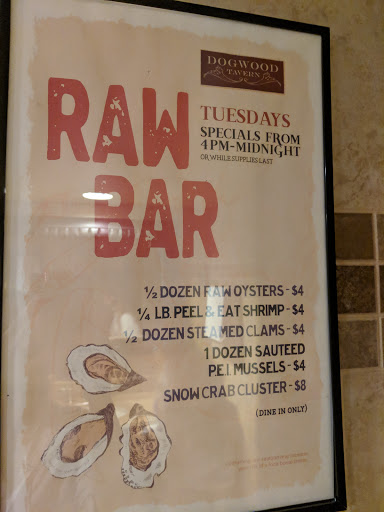 DOGWOOD
TAVERN
RAW
BAR
TUESDAYS
SPECIALS FROM
4PM-MIDNIGHT
OR WHILE SUPPLIES LAST
½ DOZEN RAW OYSTERS - $4
¼ LB. PEEL & EAT SHRIMP - $4
½ DOZEN STEAMED CLAMS - $4
1 DOZEN SAUTEED
P.E.I. MUSSELS - $4
SNOW CRAB CLUSTER - $8
(DINE IN ONLY)